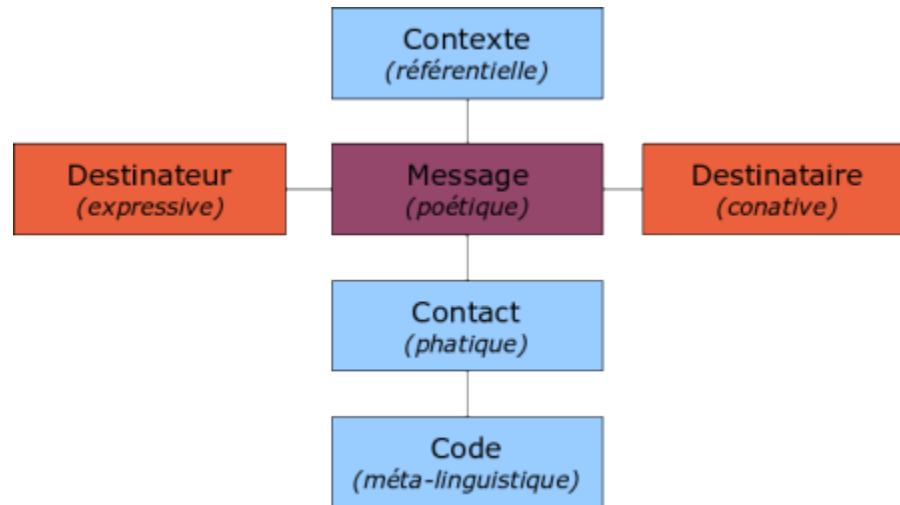 Contexte
(référentielle)
Destinateur
(expressive)
Message
(poétique)
Destinataire
(conative)
Contact
(phatique)
Code
(méta-linguistique)